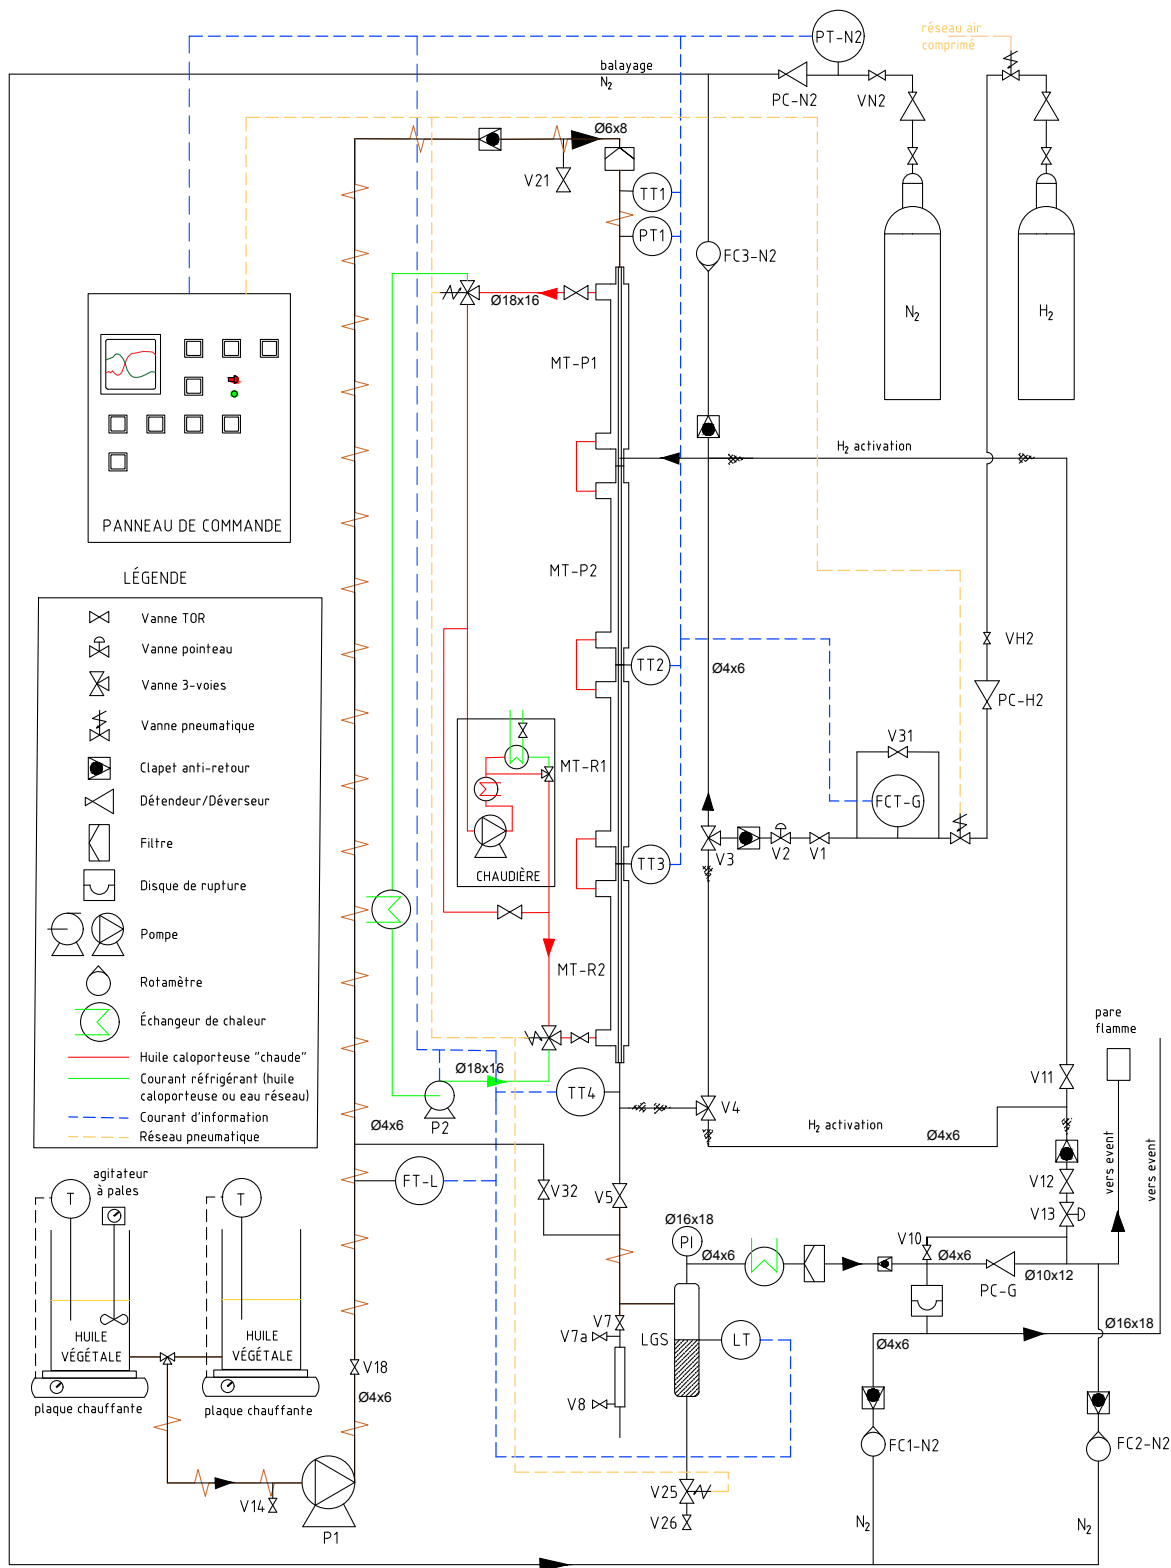 PT-N2
réseau air
comprimé
balayage
N2
PC-N2
VN2
Ø6x8
V21
TT1
PT1
FC3-N2
N2
H2
Ø18x16
MT-P1
H2 activation
PANNEAU DE COMMANDE
MT-P2
LÉGENDE
Vanne TOR
Vanne pointeau
Vanne 3-voies
Vanne pneumatique
Clapet anti-retour
Détendeur/Déverseur
Filtre
Disque de rupture
Pompe
Rotamètre
Échangeur de chaleur
Huile caloporteuse "chaude"
Courant réfrigérant (huile
caloporteuse ou eau réseau)
Courant d'information
Réseau pneumatique
VH2
TT2
Ø4x6
PC-H2
V31
MT-R1
FCT-G
V3
V2
V1
TT3
CHAUDIÈRE
MT-R2
pare
flamme
Ø18x16
V11
TT4
P2
V4
Ø4x6
H2 activation
Ø4x6
vers event
vers event
agitateur
à pales
T
T
FT-L
V32
V5
V12
V13
Ø16x18
PI
V10
Ø4x6
Ø4x6
PC-G
Ø10x12
HUILE
VÉGÉTALE
HUILE
VÉGÉTALE
V7
V7a
LGS
LT
Ø16x18
Ø4x6
V18
Ø4x6
V8
plaque chauffante
plaque chauffante
FC1-N2
FC2-N2
V14
P1
V25
V26
N2
N2